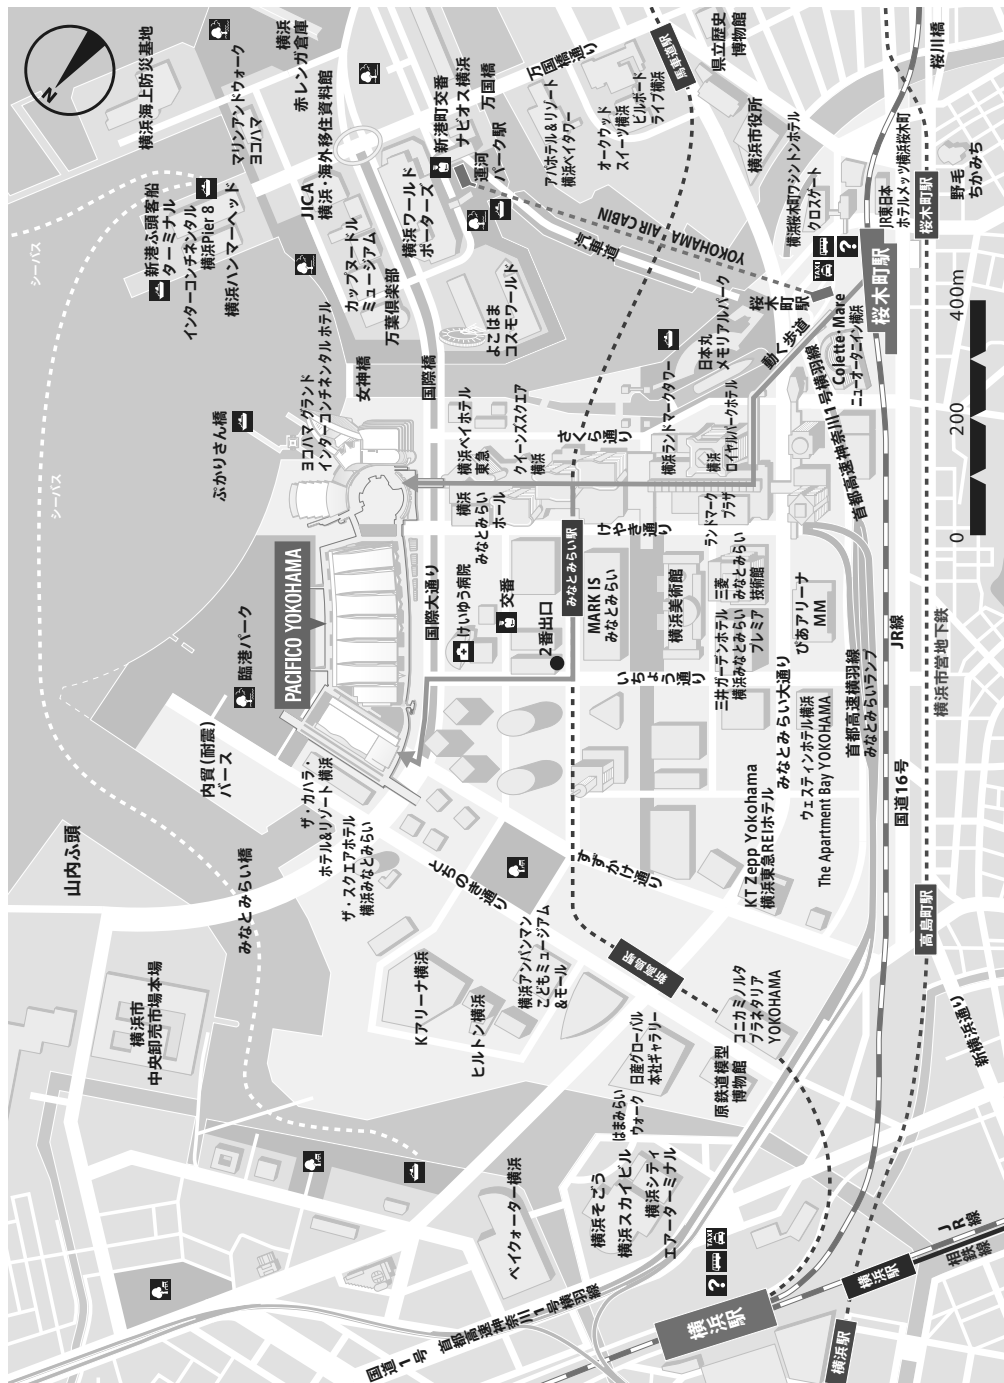 N
横浜海上防災基地
横浜
赤レンガ倉庫
マリンアンドウォーク
ヨコハマ
JICA
横浜・海外移住資料館
新港町交番
ナビオス横浜
万国橋
万国橋通り
馬車道駅
県立歴史
博物館
桜川橋
シーバス
新港ふ頭客船
ターミナル
インターコンチネンタル
横浜Pier 8
横浜ハンマーヘッド
カップヌードル
ミュージアム
万葉倶楽部
横浜ワールド
ポーターズ
運河
パーク駅
アパホテル&リゾート
横浜ベイタワー
オークウッド
スイーツ横浜
ビルボード
ライブ横浜
横浜市役所
横浜桜木町ワシントンホテル
クロスゲート
JR東日本
ホテルメッツ横浜桜木町
桜木町駅
野毛
ちかみち
汽車道
YOKOHAMA AIR CABIN
よこはま
コスモワールド
女神橋
国際橋
ヨコハマグランド
インターコンチネンタル ホテル
ぷかりさん橋
シーバス
桜木町駅
TAXI
?
桜木町駅
日本丸
メモリアルパーク
動く歩道
Colette・Mare
ニューオータニイン横浜
首都高速神奈川1号横羽線
横浜ベイホテル
東急
クイーンズスクエア
横浜
さくら通り
横浜ランドマークタワー
横浜
ロイヤルパークホテル
横浜
みなとみらい
ホール
けやき通り
ランドマーク
プラザ
0
200
400m
PACIFICO YOKOHAMA
臨港パーク
国際大通り
けいゆう病院
交番
2番出口
みなとみらい駅
MARK IS
みなとみらい
横浜美術館
三菱
みなとみらい
技術館
三井ガーデンホテル
横浜みなとみらい
プレミア
ぴあアリーナ
MM
いちょう通り
みなとみらい大通り
首都高速横羽線
みなとみらいランプ
JR線
横浜市営地下鉄
国道16号
内貿(耐震)
バース
山内ふ頭
みなとみらい橋
ザ・カハラ・
ホテル&リゾート 横浜
ザ・スクエアホテル
横浜みなとみらい
とちのき通り
すずかけ通り
KT Zepp Yokohama
横浜東急REIホテル
ウェスティンホテル横浜
The Apartment Bay YOKOHAMA
高島町駅
新横浜通り
横浜市
中央卸売市場本場
Kアリーナ横浜
ヒルトン横浜
横浜アンパンマン
こどもミュージアム
&モール
新高島駅
コニカミノルタ
プラネタリア
YOKOHAMA
日産グローバル
本社ギャラリー
原鉄道模型
博物館
はまみらい
ウォーク
ベイクォーター横浜
横浜そごう
横浜スカイビル
横浜シティ
エアーターミナル
TAXI
?
国道1号
首都高速神奈川1号横羽線
横浜駅
横浜駅
横浜駅
JR線
相鉄線